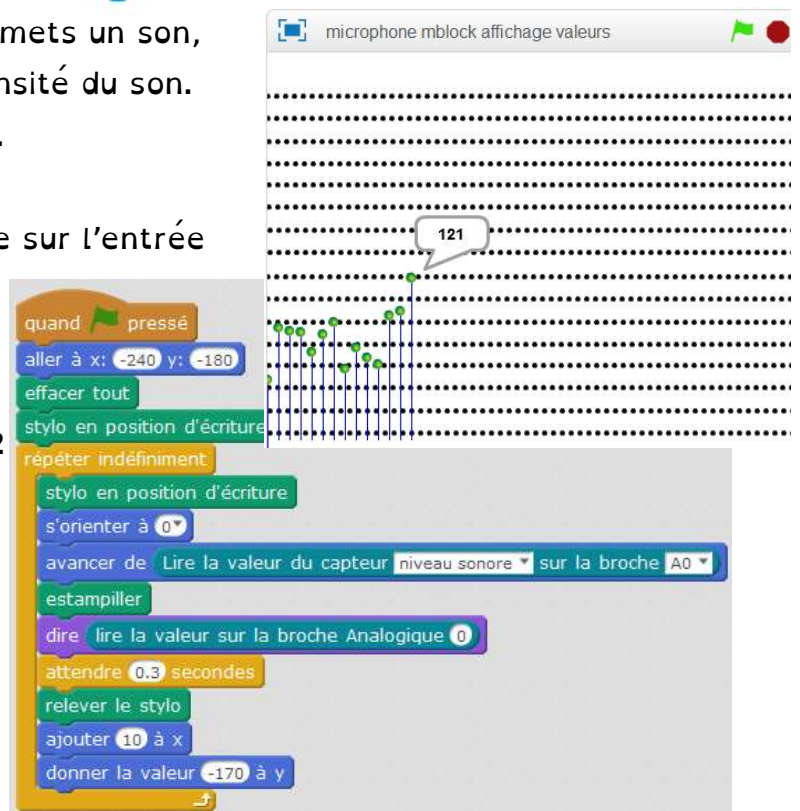 mets un son,
nsité du son.
.
e sur l'entrée
2
microphone mblock affichage valeurs
121
quand pressé
aller à x: -240 y: -180
effacer tout
stylo en position d'écriture
répéter indéfiniment
stylo en position d'écriture
s'orienter à 0
avancer de Lire la valeur du capteur niveau sonore sur la broche A0
estampiller
dire lire la valeur sur la broche Analogique 0
attendre 0.3 secondes
relever le stylo
ajouter 10 à x
donner la valeur -170 à y